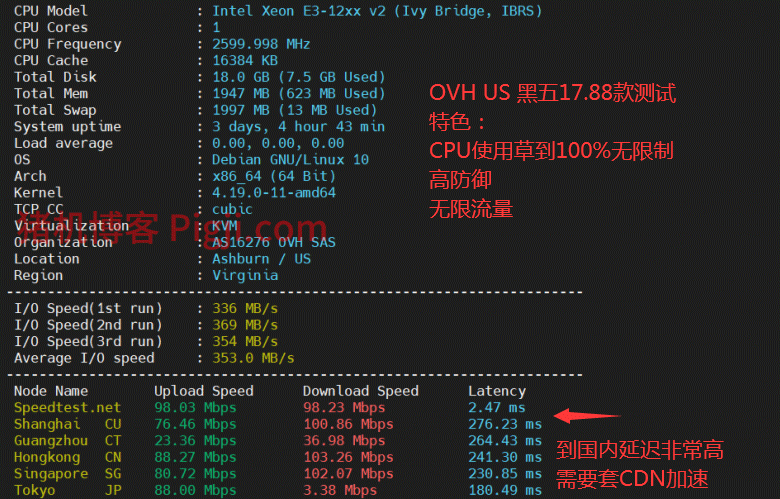 CPU Model : Intel Xeon E3-12xx v2 (Ivy Bridge, IBRS)
CPU Cores : 1
CPU Frequency : 2599.998 MHz
CPU Cache : 16384 KB
Total Disk : 18.0 GB (7.5 GB Used)
Total Mem : 1947 MB (623 MB Used)
Total Swap : 1997 MB (13 MB Used)
System uptime : 3 days, 4 hour 43 min
Load average : 0.00, 0.00, 0.00
OS : Debian GNU/Linux 10
Arch : x86_64 (64 Bit)
Kernel : 4.19.0-11-amd64
TCP CC : cubic
Virtualization : KVM
Organization : AS16276 OVH SAS
Location : Ashburn / US
Region : Virginia
OVH US 黑五17.88款测试
特色：
CPU使用草到100%无限制
高防御
无限流量
猪机博客 Pigji.com
I/O Speed(1st run) : 336 MB/s
I/O Speed(2nd run) : 369 MB/s
I/O Speed(3rd run) : 354 MB/s
Average I/O speed : 353.0 MB/s
Node Name Upload Speed Download Speed Latency
Speedtest.net 98.03 Mbps 98.23 Mbps 2.47 ms
Shanghai CU 76.46 Mbps 100.86 Mbps 276.23 ms
Guangzhou CT 23.36 Mbps 36.98 Mbps 264.43 ms
Hongkong CN 88.27 Mbps 103.26 Mbps 241.30 ms
Singapore SG 80.72 Mbps 102.07 Mbps 230.85 ms
Tokyo JP 88.00 Mbps 3.38 Mbps 180.49 ms
到国内延迟非常高
需要套CDN加速